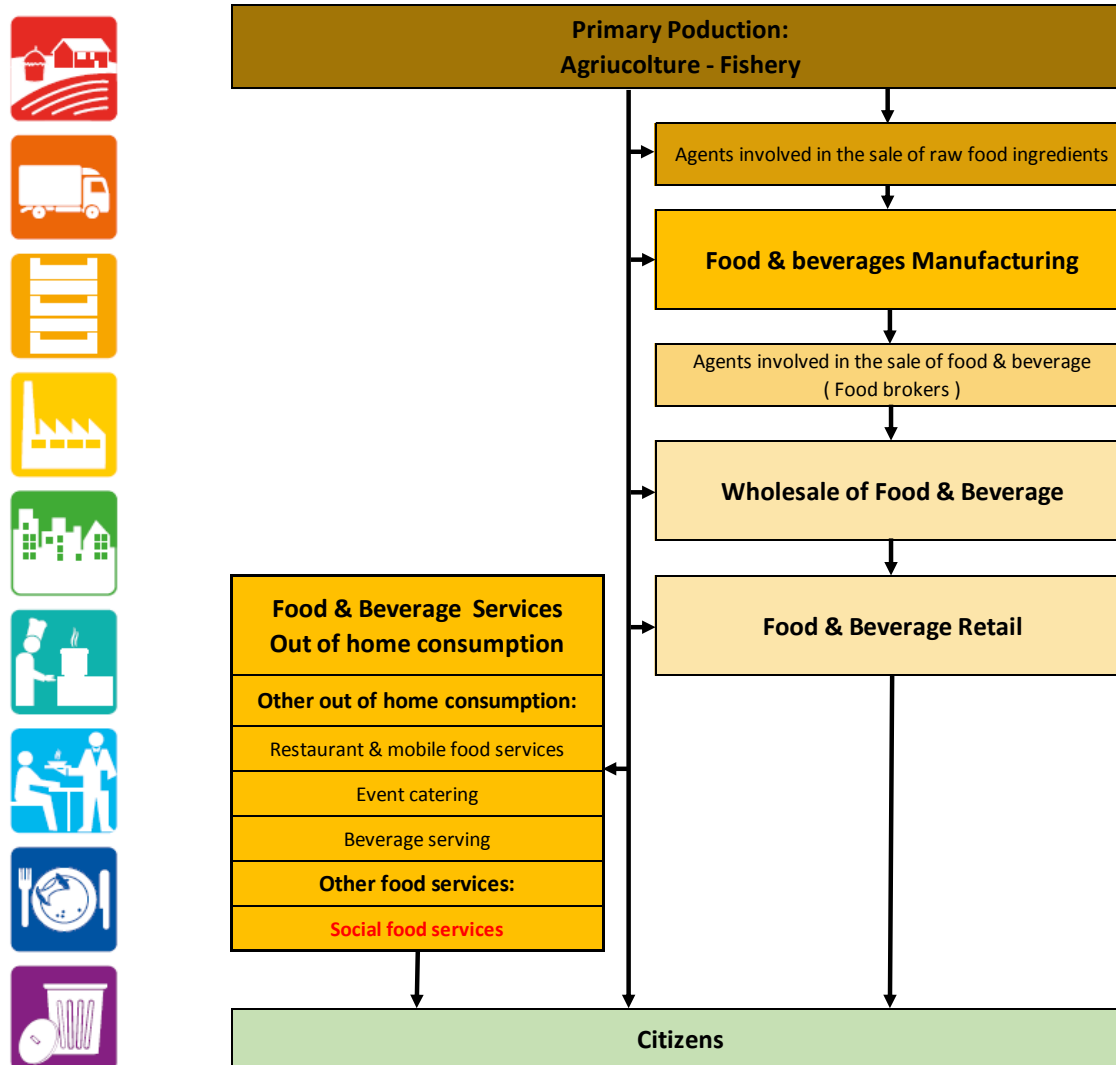 Primary Poduction:
Agriucolture - Fishery
Agents involved in the sale of raw food ingredients
Food & beverages Manufacturing
Agents involved in the sale of food & beverage
( Food brokers )
Wholesale of Food & Beverage
Food & Beverage Retail
Food & Beverage Services
Out of home consumption
Other out of home consumption:
Restaurant & mobile food services
Event catering
Beverage serving
Other food services:
Social food services
Citizens